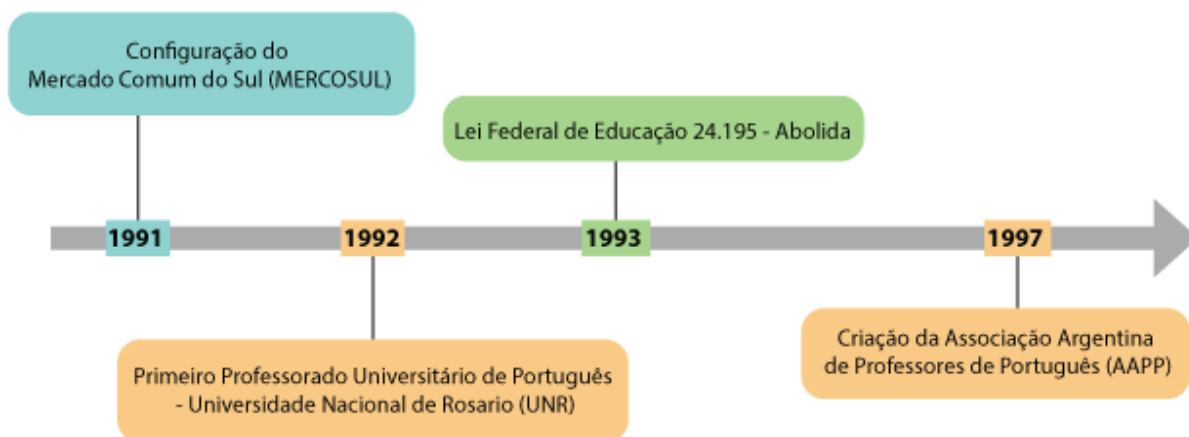 Configuração do
Mercado Comum do Sul (MERCOSUL)
Lei Federal de Educação 24.195 - Abolida
1991
1992
1993
1997
Primeiro Professorado Universitário de Português
- Universidade Nacional de Rosario (UNR)
Criação da Associação Argentina
de Professores de Português (AAPP)